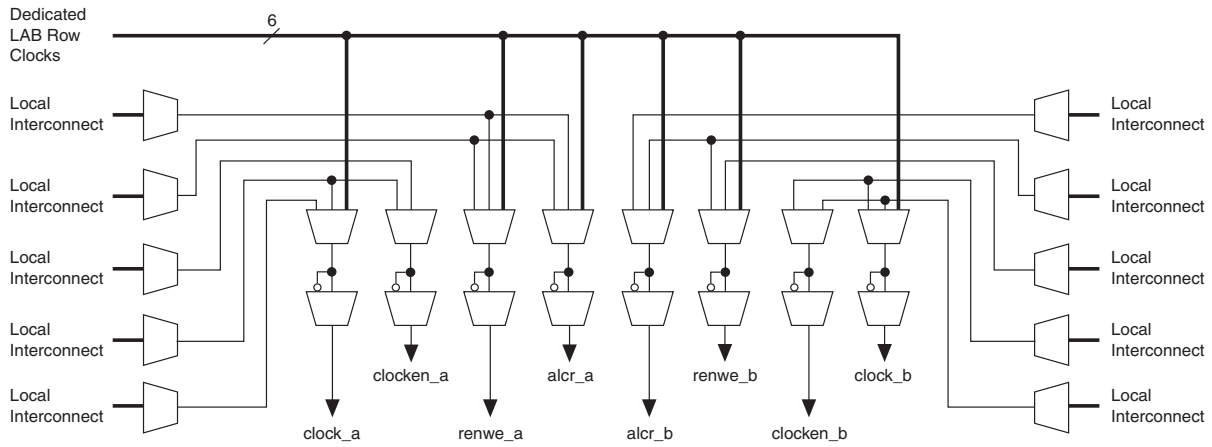 Dedicated
LAB Row
Clocks
6
Local
Interconnect
Local
Interconnect
Local
Interconnect
Local
Interconnect
Local
Interconnect
Local
Interconnect
Local
Interconnect
Local
Interconnect
Local
Interconnect
Local
Interconnect
clocken_a
alcr_a
renwe_b
clock_b
clock_a
renwe_a
alcr_b
clocken_b